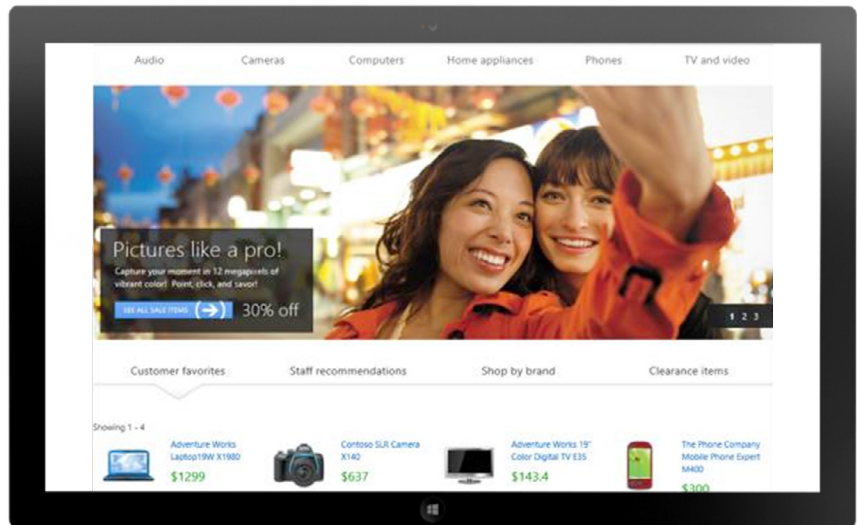 Audio Cameras Computers Home appliances Phones TV and video
Pictures like a pro!
Capture your moment in 12 megapixels of
vibrant color! Point, click, and savor!
SEE ALL SALE ITEMS 30% off
1 2 3
Customer favorites Staff recommendations Shop by brand Clearance items
Showing 1 - 4
Adventure Works
Laptop19W X1980
$1299
Contoso SLR Camera
X140
$637
Adventure Works 19"
Color Digital TV E35
$143.4
The Phone Company
Mobile Phone Expert
M400
$300